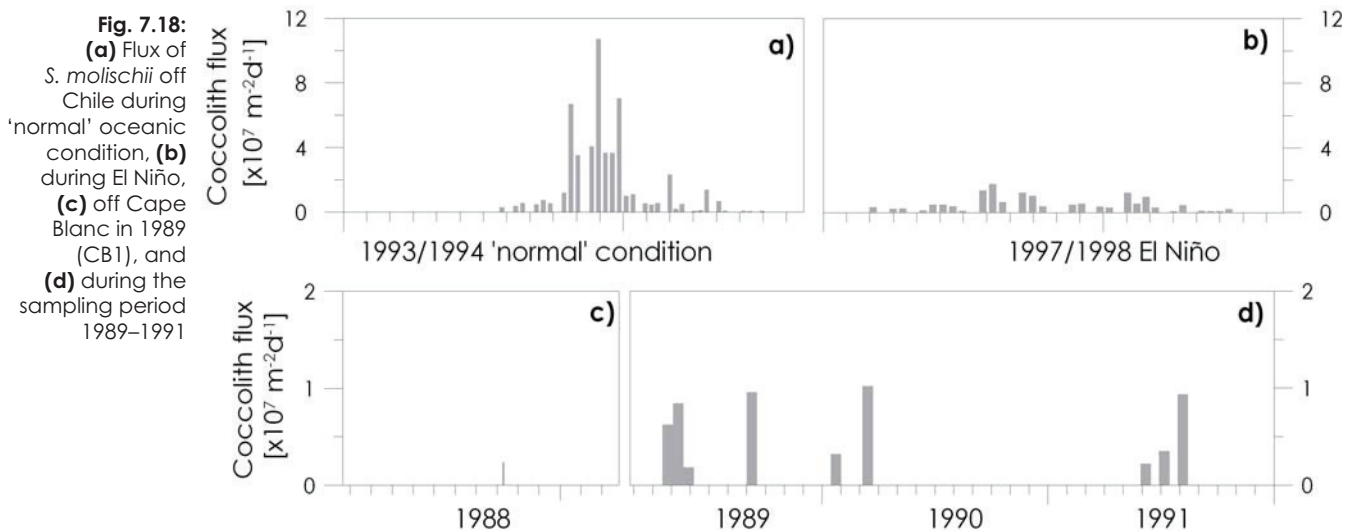 Fig. 7.18:
(a) Flux of
S. molischii off
Chile during
'normal' oceanic
condition, (b)
during El Niño,
(c) off Cape
Blanc in 1989
(CB1), and
(d) during the
sampling period
1989–1991
Coccolith flux
[x10⁷ m⁻²d⁻¹]
12
8
4
0
a)
1993/1994 'normal' condition
b)
12
8
4
0
1997/1998 El Niño
Coccolith flux
[x10⁷ m⁻²d⁻¹]
2
1
0
c)
1988
d)
2
1
0
1989
1990
1991